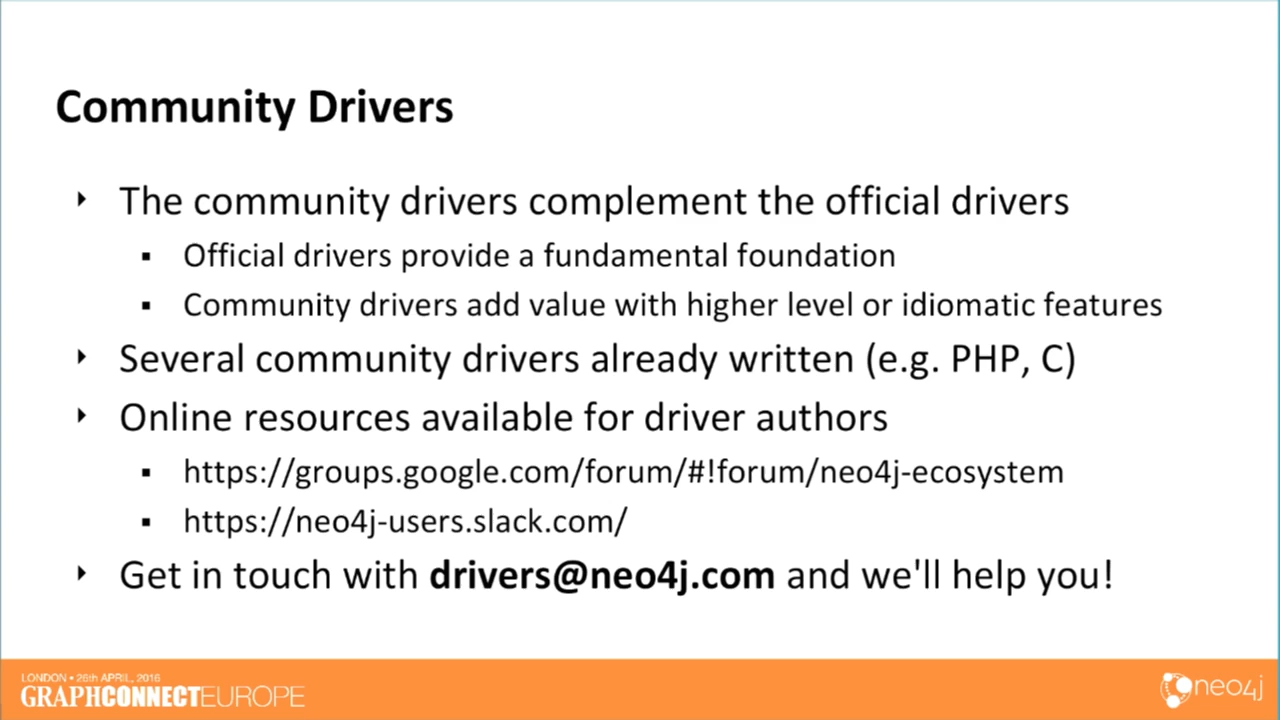 Community Drivers
‣ The community drivers complement the official drivers
▪ Official drivers provide a fundamental foundation
▪ Community drivers add value with higher level or idiomatic features
‣ Several community drivers already written (e.g. PHP, C)
‣ Online resources available for driver authors
▪ https://groups.google.com/forum/#!forum/neo4j-ecosystem
▪ https://neo4j-users.slack.com/
‣ Get in touch with drivers@neo4j.com and we'll help you!
LONDON • 26th APRIL, 2016
GRAPHCONNECTEUROPE
neo4j